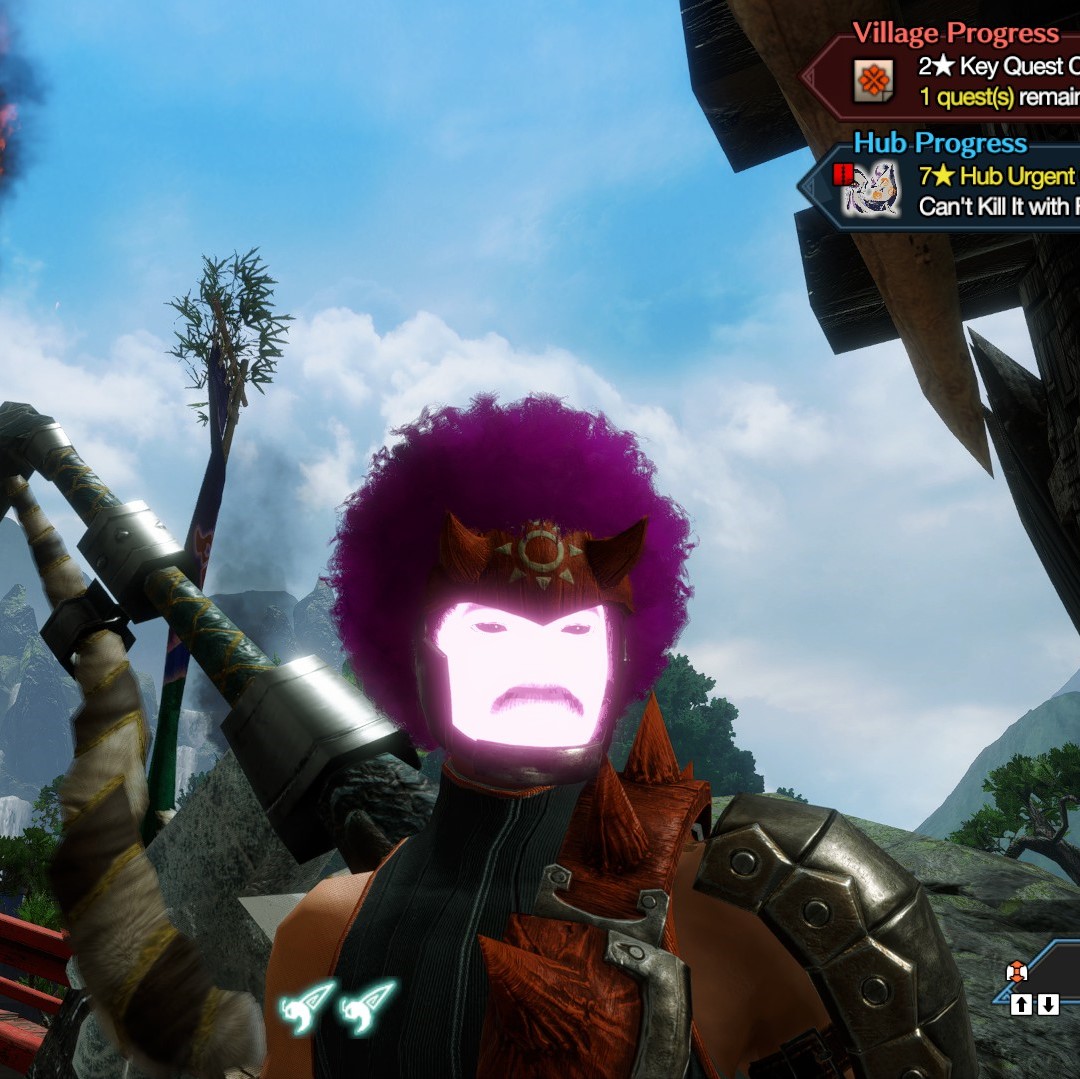 Village Progress
2★ Key Quest
1 quest(s) remain
Hub Progress
7★ Hub Urgent
Can't Kill It with